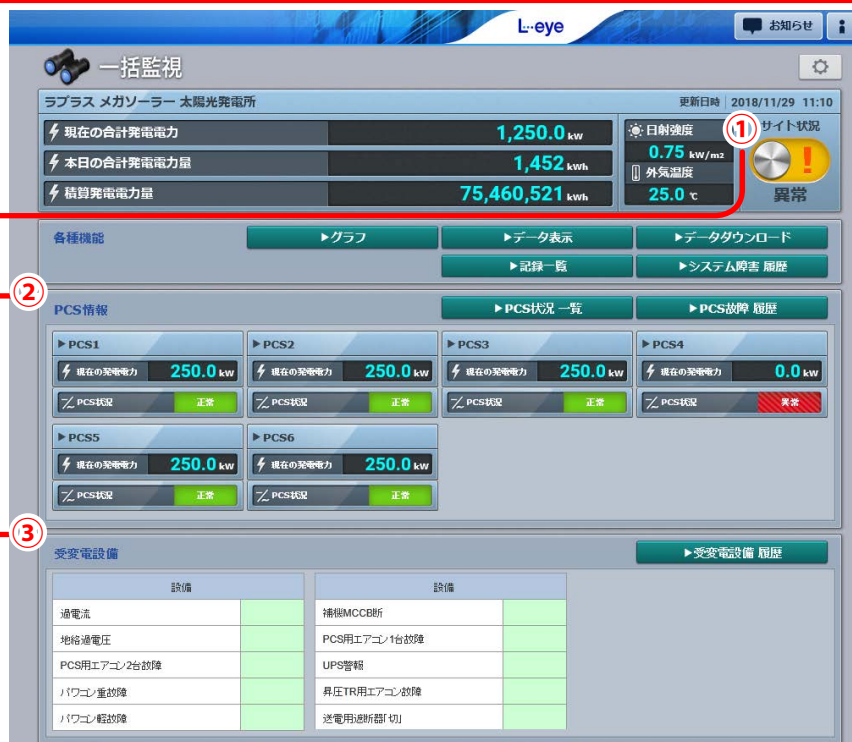 L・eye
お知らせ
一括監視
ラプラス メガソーラー 太陽光発電所
更新日時 2018/11/29 11:10
現在の合計発電電力 1,250.0 kW
本日の合計発電電力量 1,452 kWh
積算発電電力量 75,460,521 kWh
日射強度
0.75 kW/m2
外気温度
25.0 ℃
① サイト状況
!
異常
各種機能
▶グラフ ▶データ表示 ▶データダウンロード
▶記録一覧 ▶システム障害 履歴
②
PCS情報 ▶PCS状況 一覧 ▶PCS故障 履歴
▶PCS1 ▶PCS2 ▶PCS3 ▶PCS4
現在の発電電力 250.0 kW 現在の発電電力 250.0 kW 現在の発電電力 250.0 kW 現在の発電電力 0.0 kW
PCS状況 正常 PCS状況 正常 PCS状況 正常 PCS状況 異常
▶PCS5 ▶PCS6
現在の発電電力 250.0 kW 現在の発電電力 250.0 kW
PCS状況 正常 PCS状況 正常
③
受変電設備 ▶受変電設備 履歴
設備 設備
過電流 補機MCCB断
地絡過電圧 PCS用エアコン1台故障
PCS用エアコン2台故障 UPS警報
パワコン重故障 昇圧TR用エアコン故障
パワコン軽故障 送電用遮断器「切」